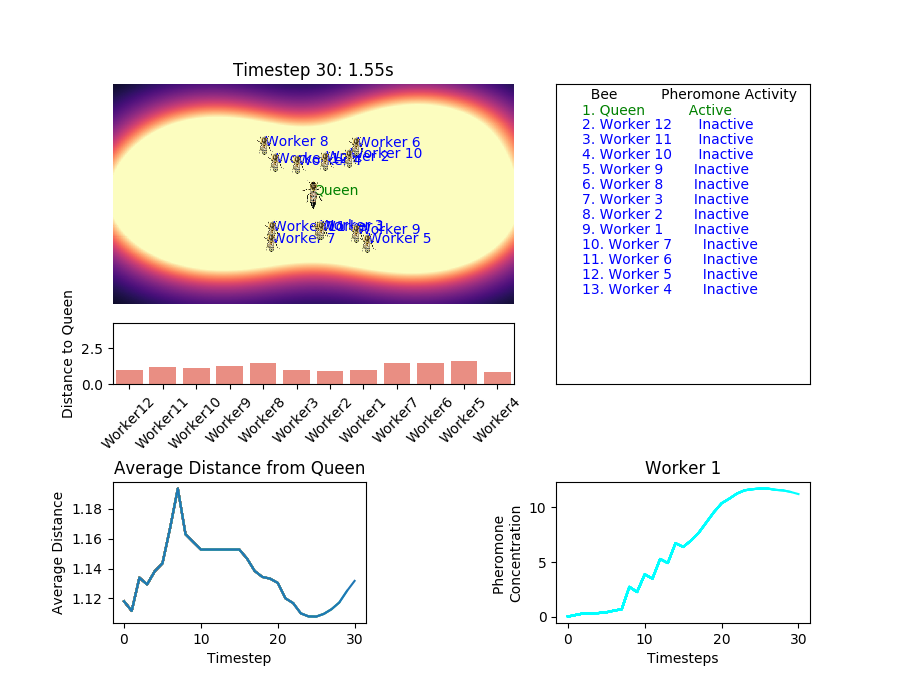 Timestep 30: 1.55s
Worker 8
Worker 6
Worker 10
Worker 2
Queen
Worker 3
Worker 9
Worker 7
Worker 5
Bee Pheromone Activity
1. Queen Active
2. Worker 12 Inactive
3. Worker 11 Inactive
4. Worker 10 Inactive
5. Worker 9 Inactive
6. Worker 8 Inactive
7. Worker 3 Inactive
8. Worker 2 Inactive
9. Worker 1 Inactive
10. Worker 7 Inactive
11. Worker 6 Inactive
12. Worker 5 Inactive
13. Worker 4 Inactive
Distance to Queen
2.5
0.0
Worker12
Worker11
Worker10
Worker9
Worker8
Worker3
Worker2
Worker1
Worker7
Worker6
Worker5
Worker4
Average Distance from Queen
Average Distance
1.18
1.16
1.14
1.12
0 10 20 30
Timestep
Worker 1
Pheromone
Concentration
10
5
0
0 10 20 30
Timesteps